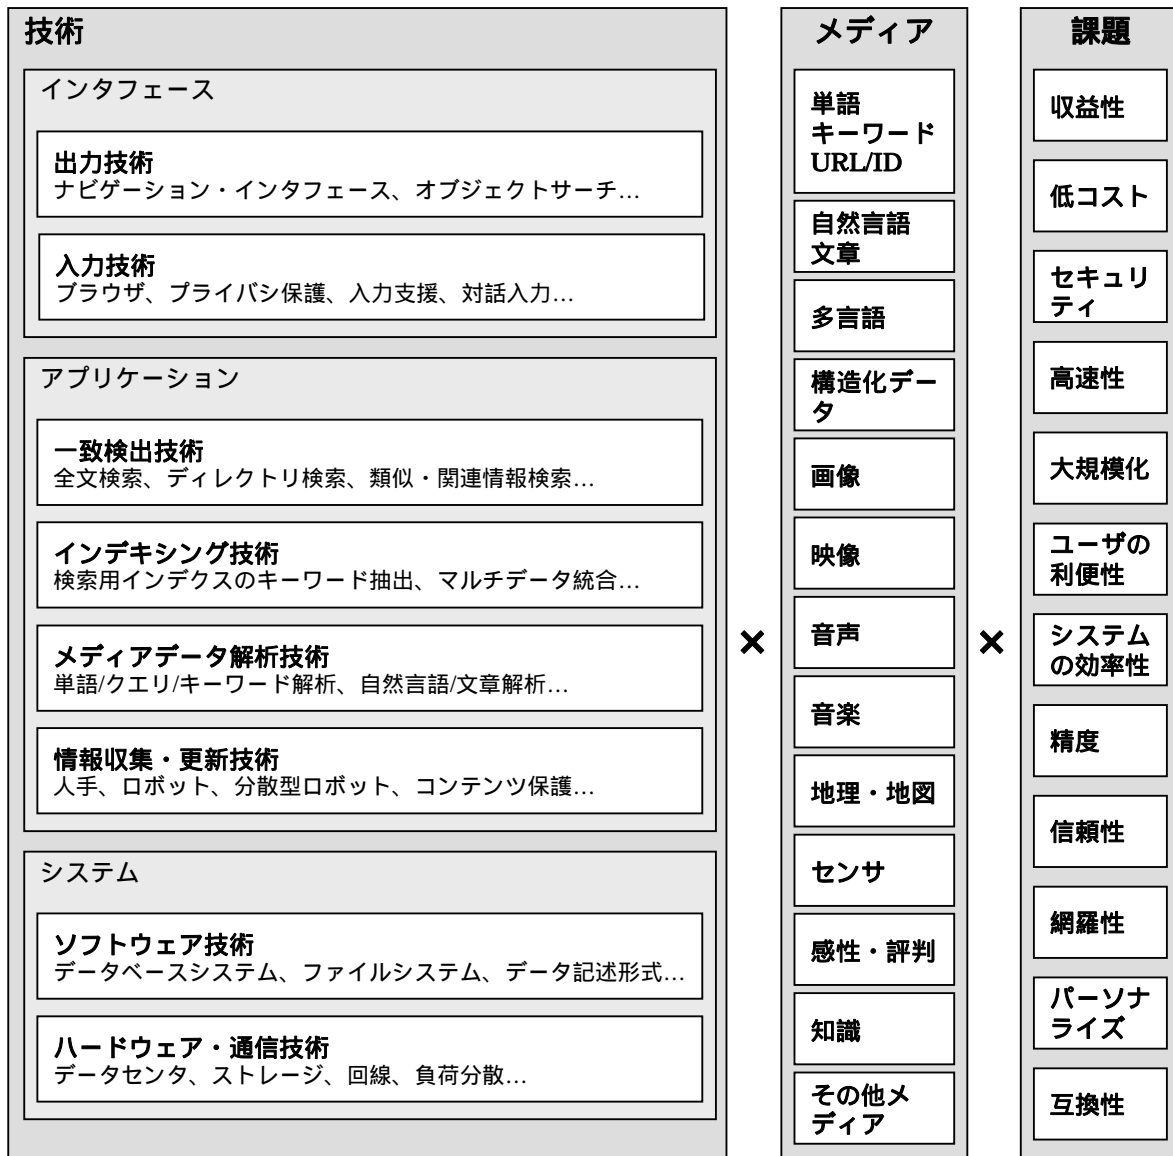 技術
インタフェース
出力技術
ナビゲーション・インタフェース、オブジェクトサーチ…
入力技術
ブラウザ、プライバシ保護、入力支援、対話入力…
アプリケーション
一致検出技術
全文検索、ディレクトリ検索、類似・関連情報検索…
インデキシング技術
検索用インデクスのキーワード抽出、マルチデータ統合…
メディアデータ解析技術
単語/クエリ/キーワード解析、自然言語/文章解析…
情報収集・更新技術
人手、ロボット、分散型ロボット、コンテンツ保護…
システム
ソフトウェア技術
データベースシステム、ファイルシステム、データ記述形式…
ハードウェア・通信技術
データセンタ、ストレージ、回線、負荷分散…
×
メディア
単語
キーワード
URL/ID
自然言語
文章
多言語
構造化デー
タ
画像
映像
音声
音楽
地理・地図
センサ
感性・評判
知識
その他メ
ディア
×
課題
収益性
低コスト
セキュリ
ティ
高速性
大規模化
ユーザの
利便性
システム
の効率性
精度
信頼性
網羅性
パーソナ
ライズ
互換性